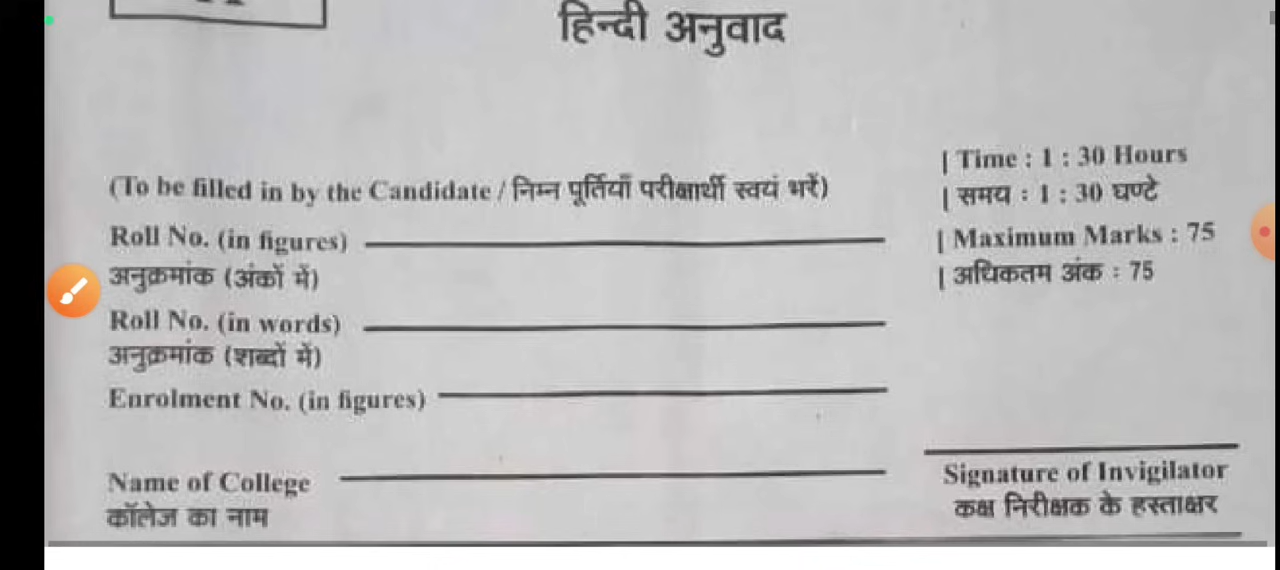 हिन्दी अनुवाद
| Time : 1 : 30 Hours
(To be filled in by the Candidate / निम्न पूर्तियाँ परीक्षार्थी स्वयं भरें)
| समय : 1 : 30 घण्टे
Roll No. (in figures)
| Maximum Marks : 75
अनुक्रमांक (अंकों में)
| अधिकतम अंक : 75
Roll No. (in words)
अनुक्रमांक (शब्दों में)
Enrolment No. (in figures)
Name of College
Signature of Invigilator
कॉलेज का नाम
कक्ष निरीक्षक के हस्ताक्षर